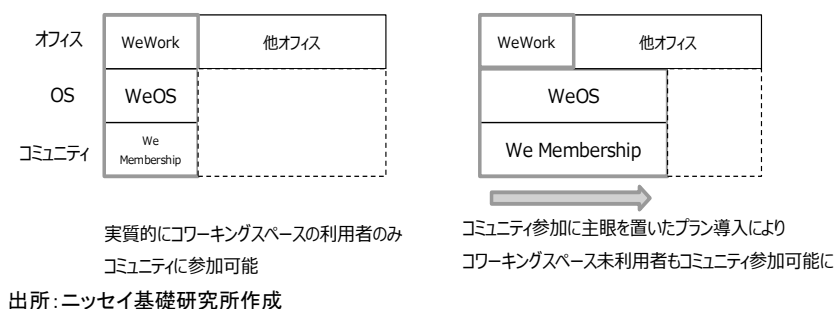 オフィス WeWork 他オフィス WeWork 他オフィス
OS WeOS WeOS
コミュニティ We Membership We Membership
実質的にコワーキングスペースの利用者のみ
コミュニティに参加可能
コミュニティ参加に主眼を置いたプラン導入により
コワーキングスペース未利用者もコミュニティ参加可能に
出所：ニッセイ基礎研究所作成